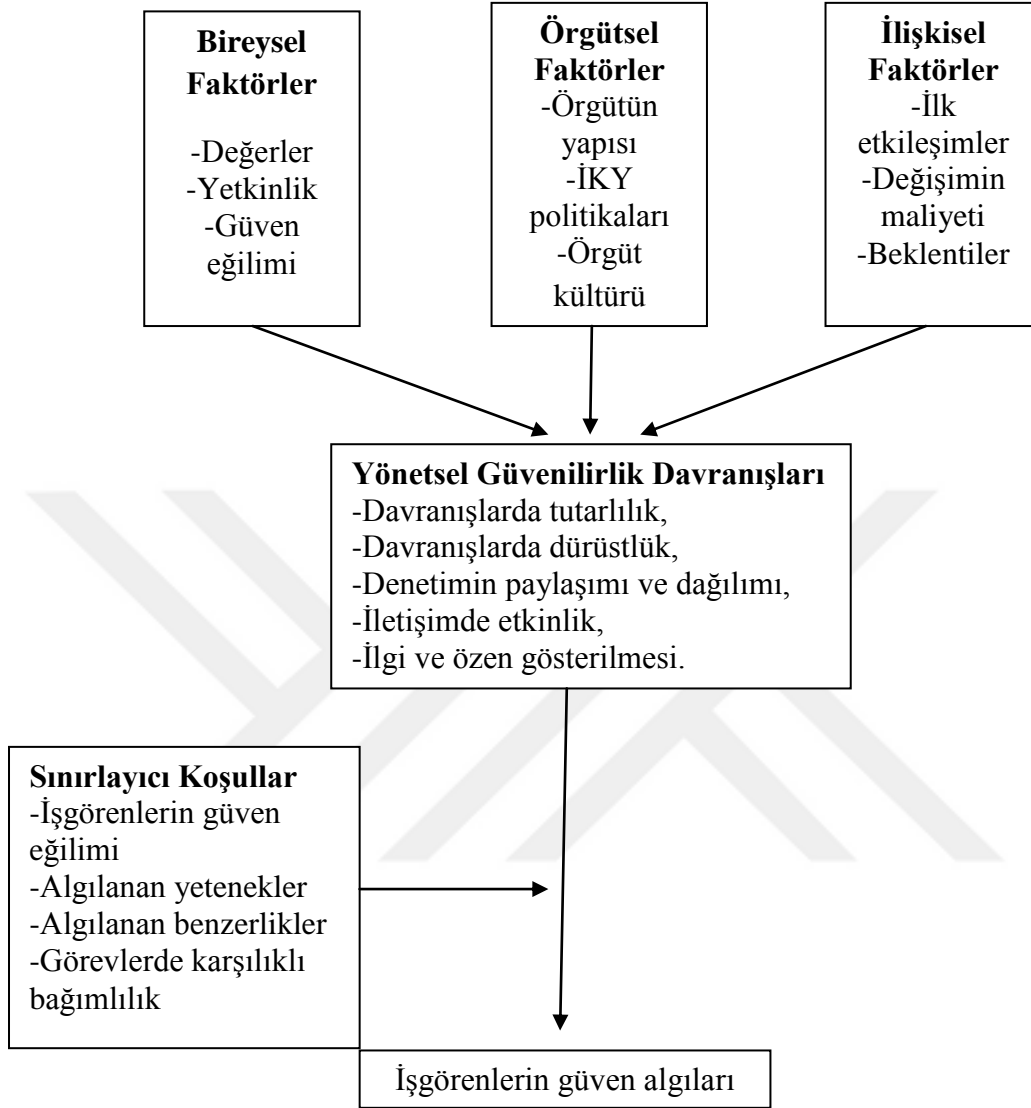 Bireysel
Faktörler
-Değerler
-Yetkinlik
-Güven
eğilimi
Örgütsel
Faktörler
-Örgütün
yapısı
-İKY
politikaları
-Örgüt
kültürü
İlişkisel
Faktörler
-İlk
etkileşimler
-Değişimin
maliyeti
-Beklentiler
Yönetsel Güvenilirlik Davranışları
-Davranışlarda tutarlılık,
-Davranışlarda dürüstlük,
-Denetimin paylaşımı ve dağılımı,
-İletişimde etkinlik,
-İlgi ve özen gösterilmesi.
Sınırlayıcı Koşullar
-İşgörenlerin güven
eğilimi
-Algılanan yetenekler
-Algılanan benzerlikler
-Görevlerde karşılıklı
bağımlılık
İşgörenlerin güven algıları